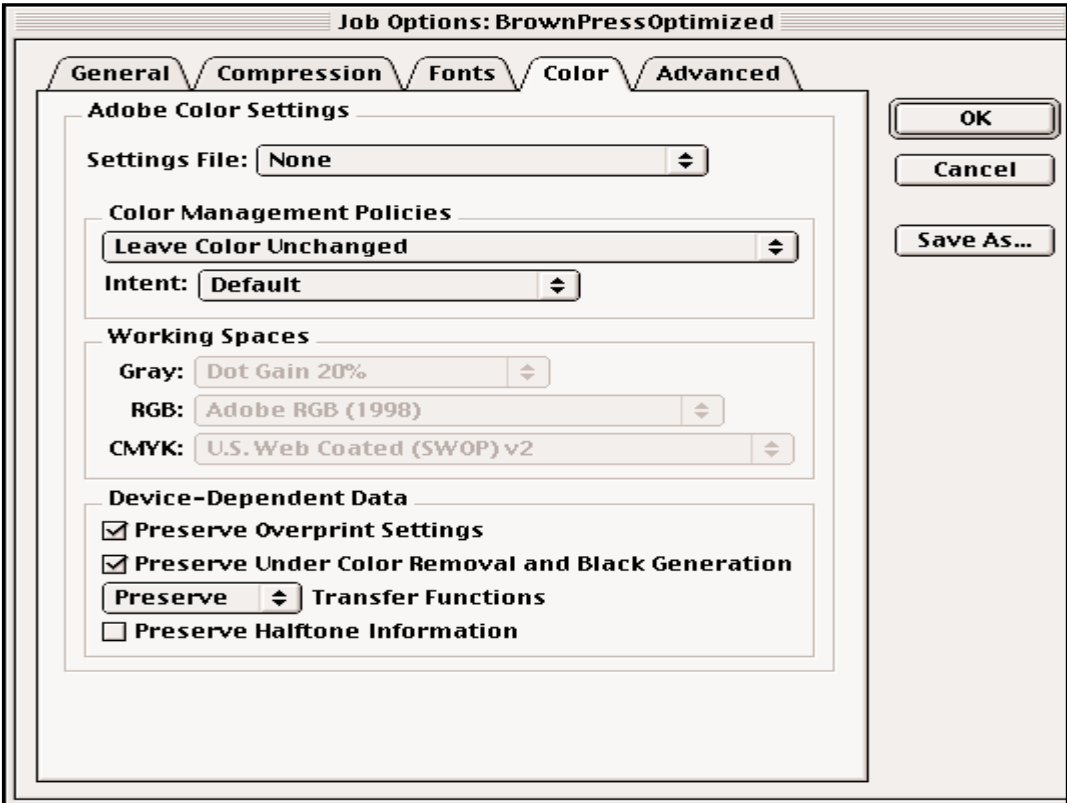 Job Options: BrownPressOptimized
General Compression Fonts Color Advanced
Adobe Color Settings
OK
Settings File: None
Cancel
Color Management Policies
Leave Color Unchanged
Save As...
Intent: Default
Working Spaces
Gray: Dot Gain 20%
RGB: Adobe RGB (1998)
CMYK: U.S. Web Coated (SWOP) v2
Device-Dependent Data
Preserve Overprint Settings
Preserve Under Color Removal and Black Generation
Preserve Transfer Functions
Preserve Halftone Information